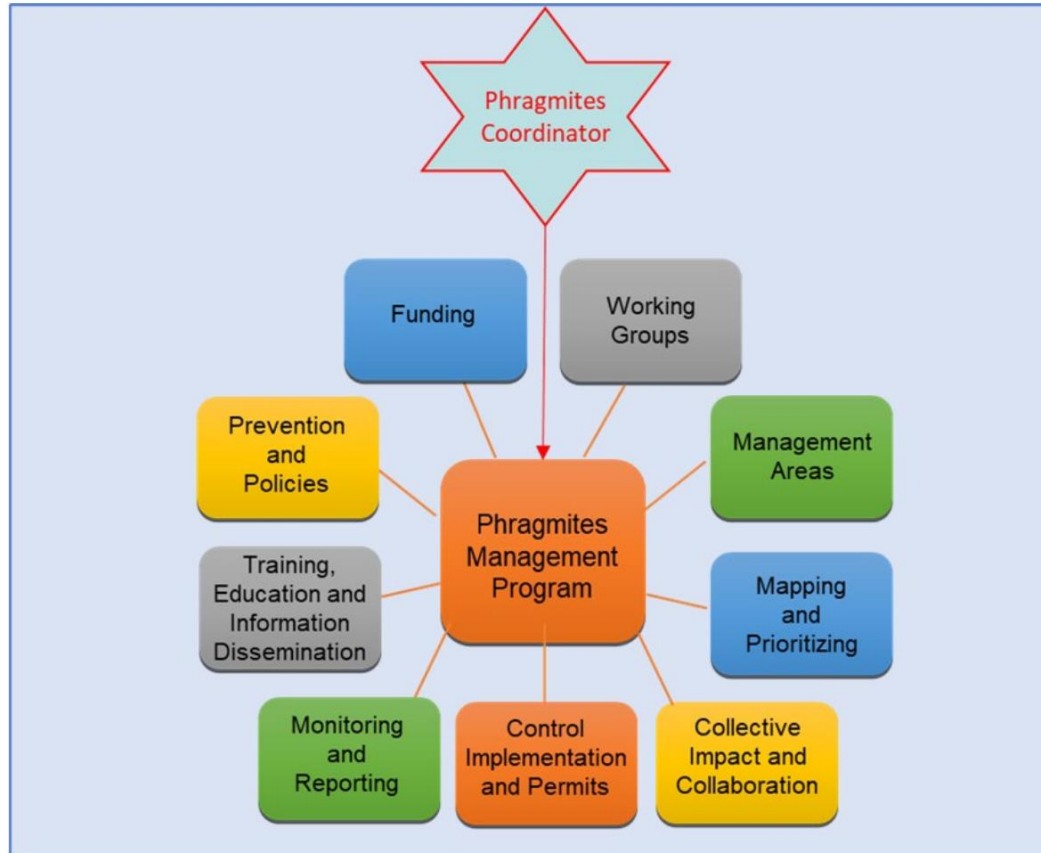 Phragmites
Coordinator
Funding
Working
Groups
Prevention
and
Policies
Management
Areas
Phragmites
Management
Program
Training,
Education and
Information
Dissemination
Mapping
and
Prioritizing
Monitoring
and
Reporting
Control
Implementation
and Permits
Collective
Impact and
Collaboration